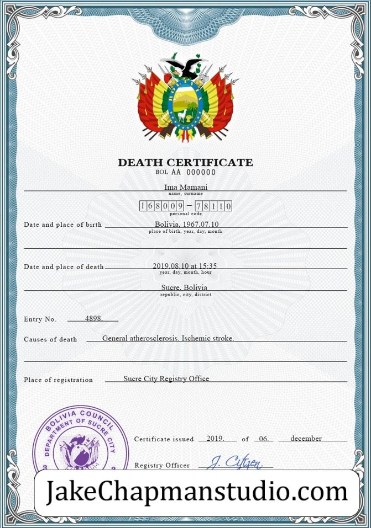 DEATH CERTIFICATE
BOL AA 000000
Ima Mamani
name, surname
168009-78110
personal code
Date and place of birth Bolivia, 1967.07.10
place of birth, year, day, month
Date and place of death 2019.08.10 at 15:35
year, day, month, hour
Sucre, Bolivia
republic, city, district
Entry No. 4898
Causes of death General atherosclerosis. Ischemic stroke
Place of registration Sucre City Registry Office
BOLIVIA COUNCIL
DEPARTMENT OF SUCRE CITY
Certificate issued 2019. of 06. december
Registry Officer
JakeChapmanstudio.com